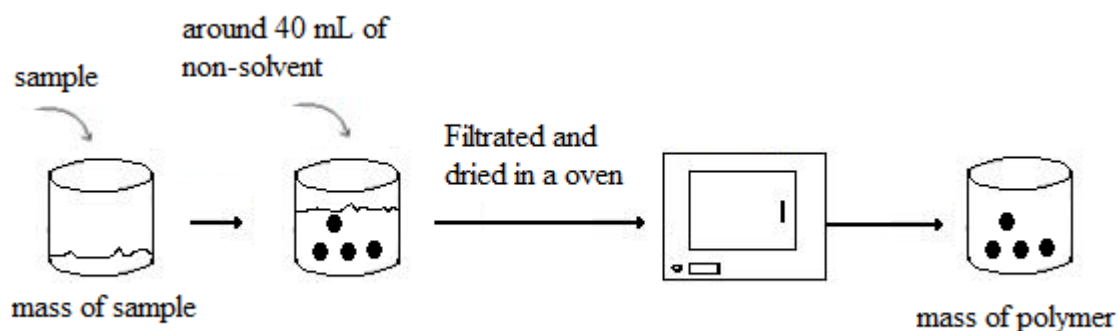 around 40 mL of
non-solvent
sample
Filtrated and
dried in a oven
mass of sample
mass of polymer